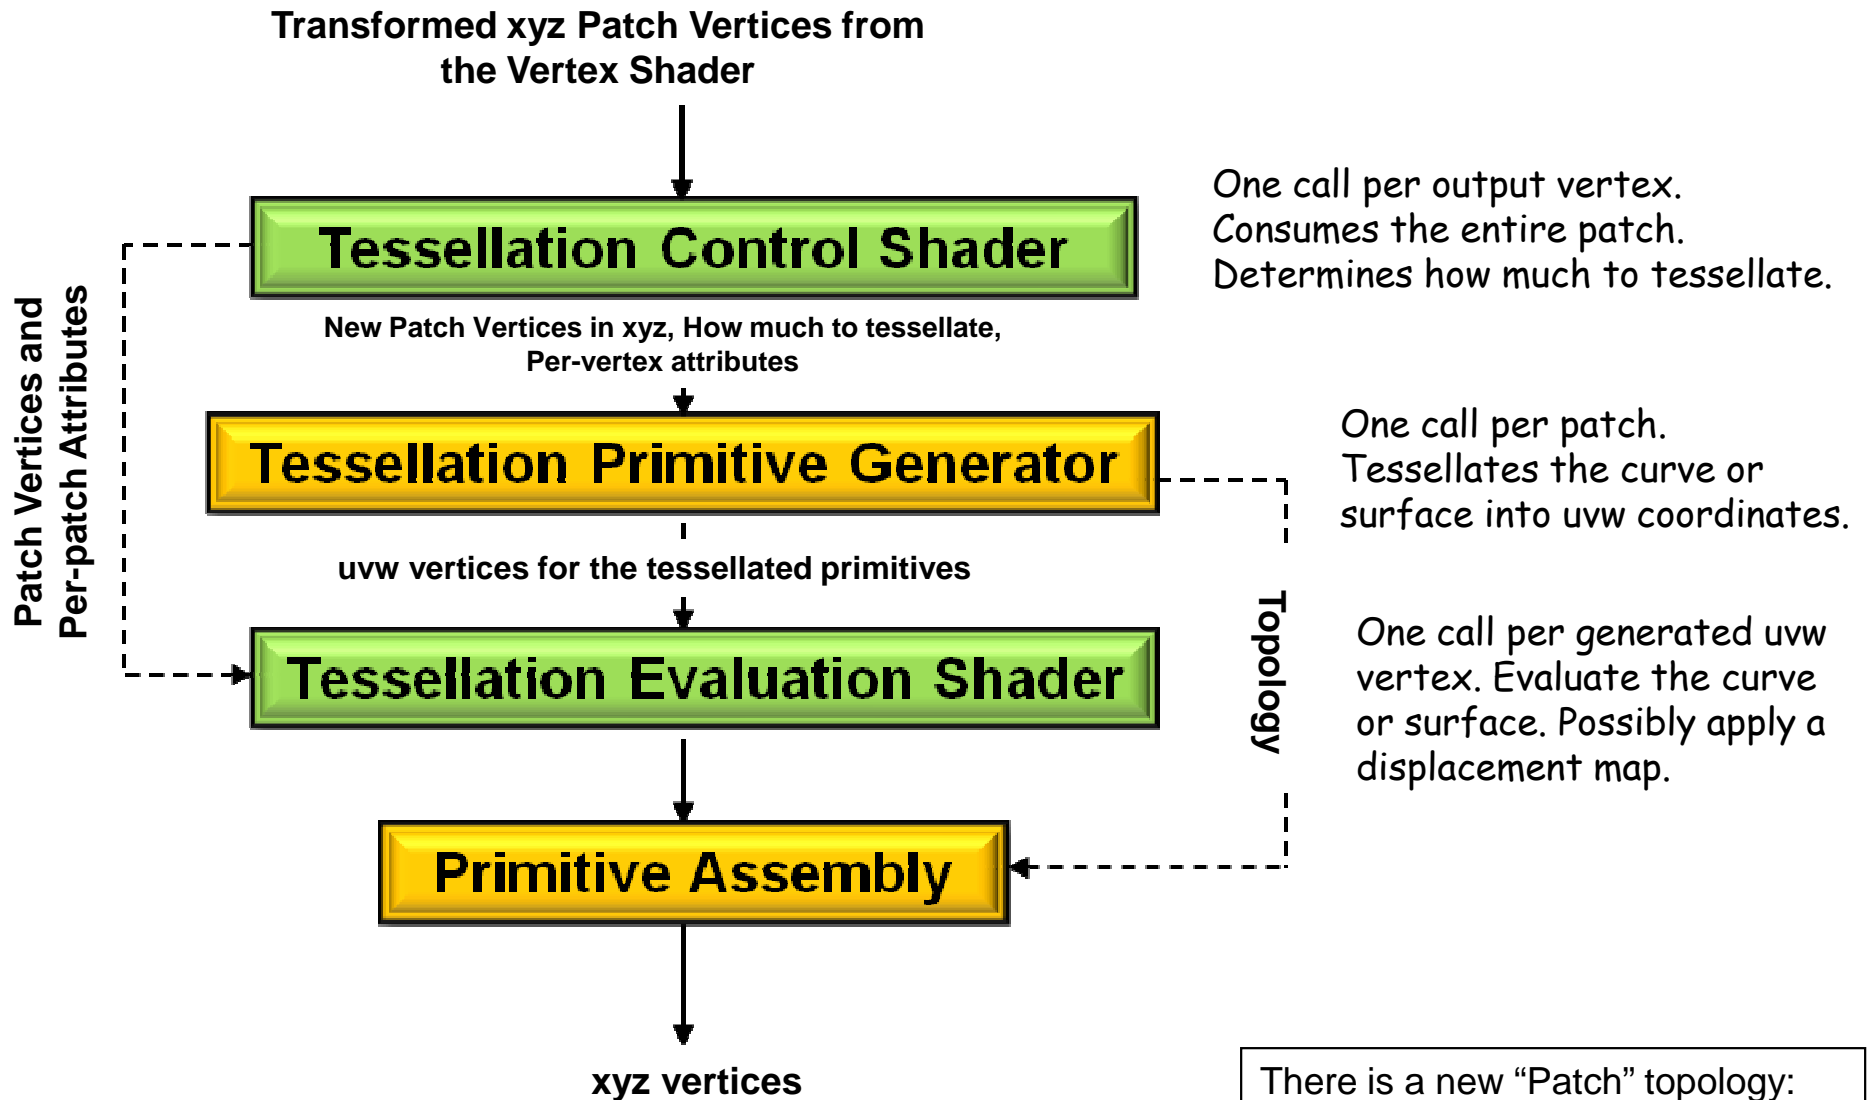 Transformed xyz Patch Vertices from
the Vertex Shader
Tessellation Control Shader
One call per output vertex.
Consumes the entire patch.
Determines how much to tessellate.
Patch Vertices and
Per-patch Attributes
New Patch Vertices in xyz, How much to tessellate,
Per-vertex attributes
Tessellation Primitive Generator
One call per patch.
Tessellates the curve or
surface into uvw coordinates.
uvw vertices for the tessellated primitives
Topology
Tessellation Evaluation Shader
One call per generated uvw
vertex. Evaluate the curve
or surface. Possibly apply a
displacement map.
Primitive Assembly
xyz vertices
There is a new “Patch” topology: